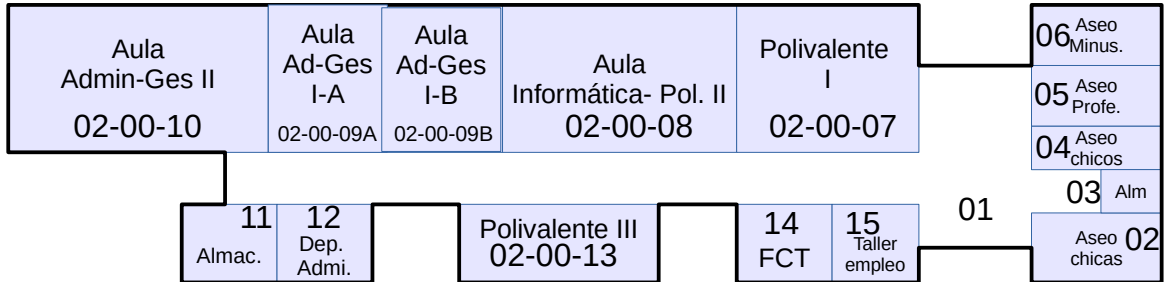 Aula
Admin-Ges II
02-00-10
Aula
Ad-Ges
I-A
02-00-09A
Aula
Ad-Ges
I-B
02-00-09B
Aula
Informática- Pol. II
02-00-08
Polivalente
I
02-00-07
06 Aseo
Minus.
05 Aseo
Profe.
04 Aseo
chicos
03 Alm
01
Aseo 02
chicas
11
Almac.
12
Dep.
Admi.
Polivalente III
02-00-13
14
FCT
15
Taller
empleo